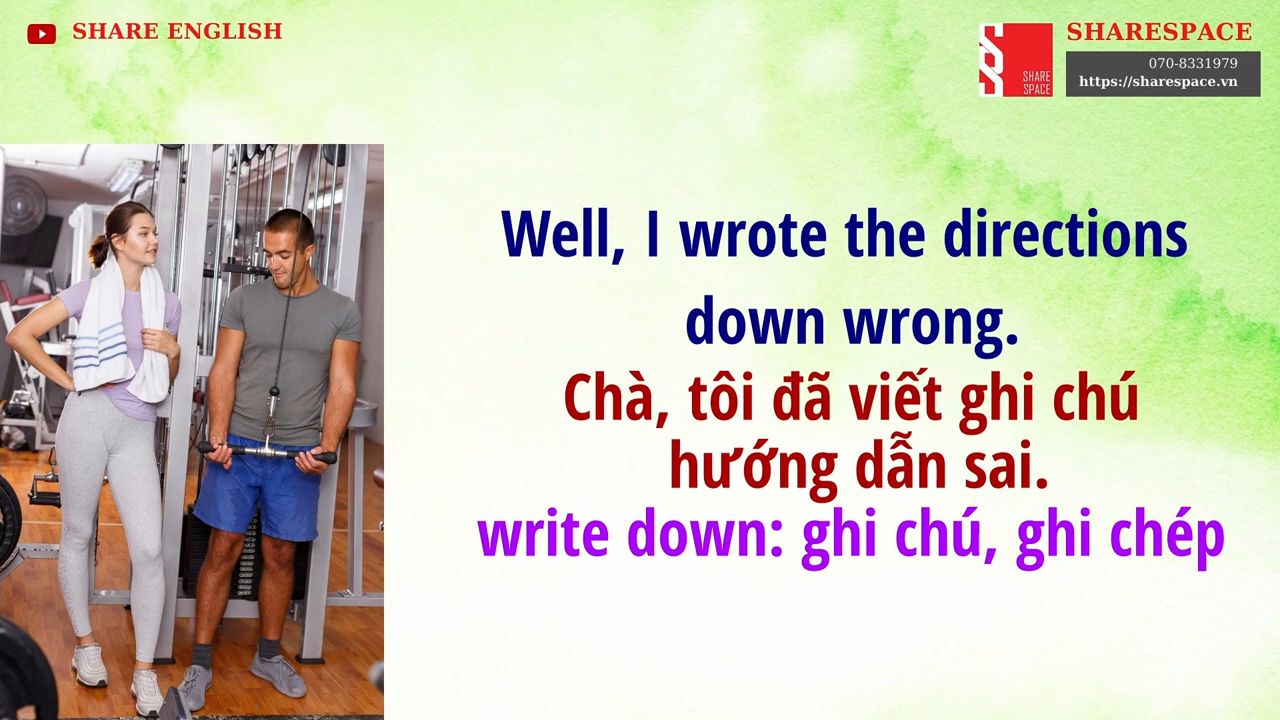 SHARE ENGLISH
SHARE SPACE
SHARESPACE
070-8331979
https://sharespace.vn
Well, I wrote the directions
down wrong.
Chà, tôi đã viết ghi chú
hướng dẫn sai.
write down: ghi chú, ghi chép